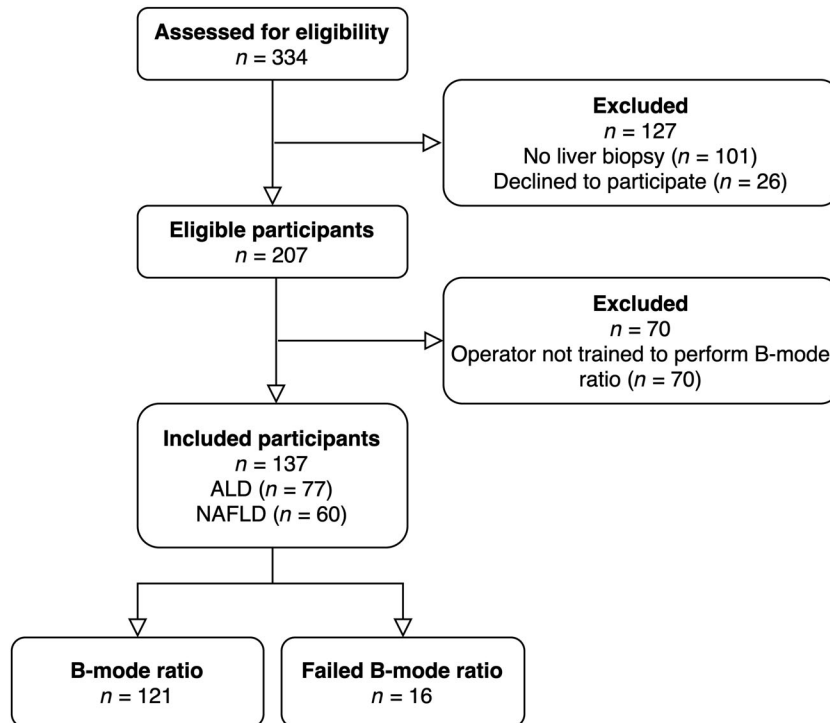 Assessed for eligibility
n = 334
Excluded
n = 127
No liver biopsy (n = 101)
Declined to participate (n = 26)
Eligible participants
n = 207
Excluded
n = 70
Operator not trained to perform B-mode
ratio (n = 70)
Included participants
n = 137
ALD (n = 77)
NAFLD (n = 60)
B-mode ratio
n = 121
Failed B-mode ratio
n = 16